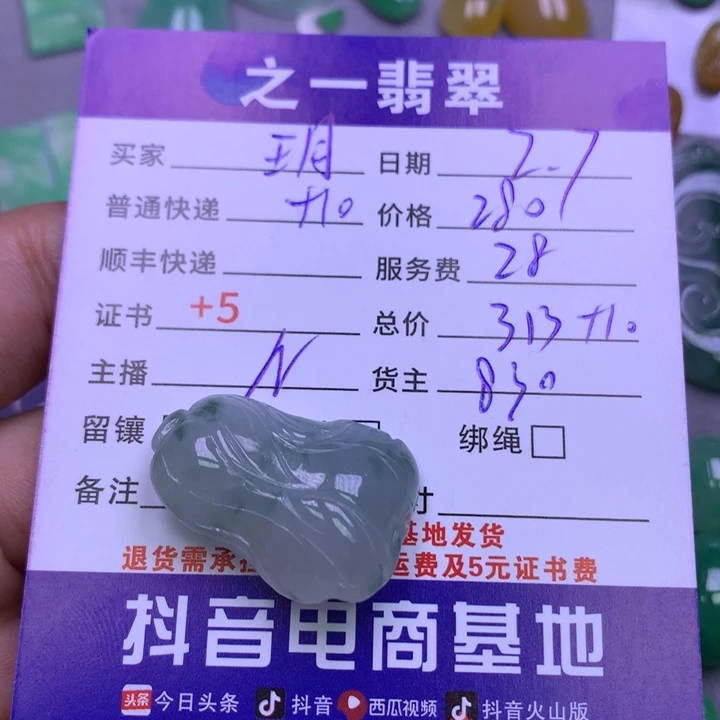 之一翡翠
买家 玥 日期 2.7
普通快递 +10 价格 280
顺丰快递 服务费 28
证书 +5 总价 313 +10
主播 N 货主 830
留镶 绑绳
备注
基地发货
退货需承 运费及5元证书费
抖音电商基地
头条 今日头条 抖音 西瓜视频 抖音火山版